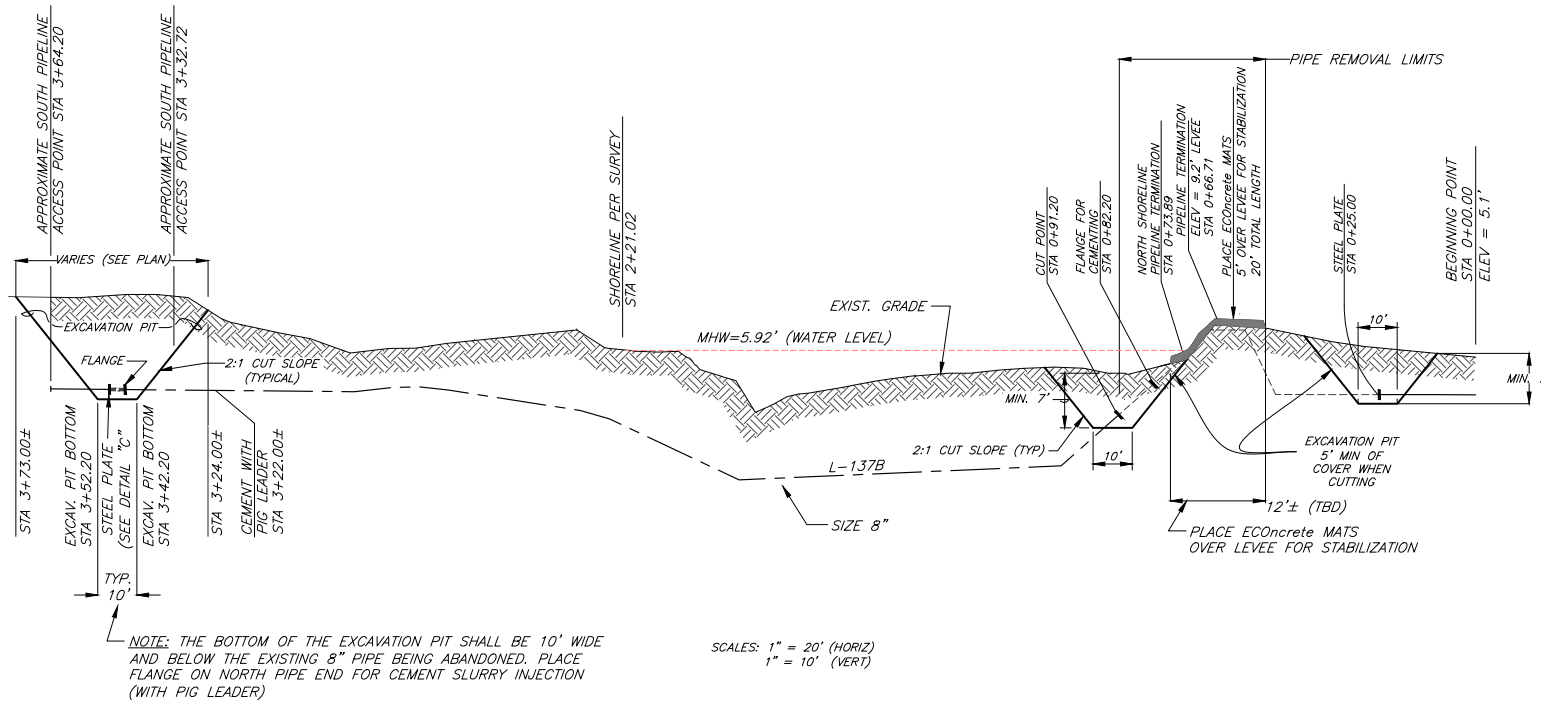 APPROXIMATE SOUTH PIPELINE
ACCESS POINT STA 3+64.20
APPROXIMATE SOUTH PIPELINE
ACCESS POINT STA 3+32.72
SHORELINE PER SURVEY
STA 2+21.02
CUT POINT
STA 0+91.20
FLANGE FOR
CEMENTING
STA 0+82.20
NORTH SHORELINE
PIPELINE TERMINATION
STA 0+73.89
PIPELINE TERMINATION
ELEV = 9.2' LEVEE
STA 0+66.71
PLACE ECOncrete MATS
5' OVER LEVEE FOR STABILIZATION
20' TOTAL LENGTH
PIPE REMOVAL LIMITS
STEEL PLATE
STA 0+25.00
BEGINNING POINT
STA 0+00.00
ELEV = 5.1'
VARIES (SEE PLAN)
EXCAVATION PIT
FLANGE
2:1 CUT SLOPE
(TYPICAL)
EXIST. GRADE
MHW=5.92' (WATER LEVEL)
10'
MIN.
MIN. 7'
2:1 CUT SLOPE (TYP)
10'
L-137B
SIZE 8"
EXCAVATION PIT
5' MIN OF
COVER WHEN
CUTTING
12'± (TBD)
PLACE ECOncrete MATS
OVER LEVEE FOR STABILIZATION
STA 3+73.00±
EXCAV. PIT BOTTOM
STA 3+52.20
STEEL PLATE
(SEE DETAIL "C")
EXCAV. PIT BOTTOM
STA 3+42.20
STA 3+24.00±
CEMENT WITH
PIG LEADER
STA 3+22.00±
TYP.
10'
NOTE: THE BOTTOM OF THE EXCAVATION PIT SHALL BE 10' WIDE
AND BELOW THE EXISTING 8" PIPE BEING ABANDONED. PLACE
FLANGE ON NORTH PIPE END FOR CEMENT SLURRY INJECTION
(WITH PIG LEADER)
SCALES: 1" = 20' (HORIZ)
1" = 10' (VERT)